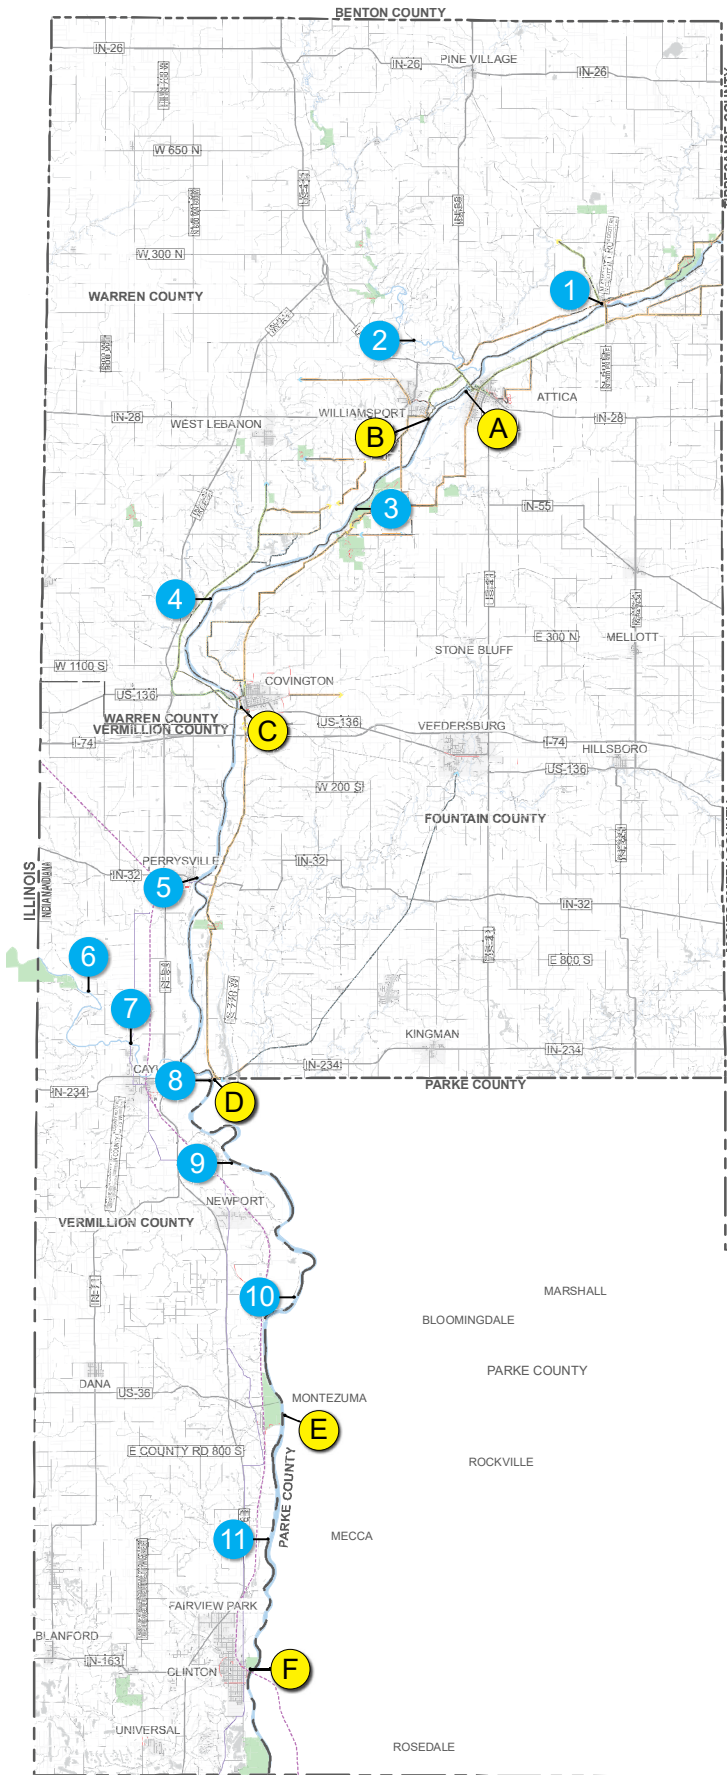 BENTON COUNTY
IN-26
IN-26
PINE VILLAGE
IN-26
W 650 N
W 300 N
WARREN COUNTY
1
2
ATTICA
IN-28
WILLIAMSPORT
IN-28
WEST LEBANON
A
B
3
IN-55
4
E 300 N
MELLOTT
STONE BLUFF
W 1100 S
COVINGTON
US-136
WARREN COUNTY
VERMILLION COUNTY
C
US-136
VEEDERSBURG
I-74
I-74
HILLSBORO
US-136
W 200 S
FOUNTAIN COUNTY
PERRYSVILLE
IN-32
IN-32
5
ILLINOIS
IN-32
6
E 800 S
7
KINGMAN
IN-234
IN-234
8
PARKE COUNTY
IN-234
D
9
NEWPORT
VERMILLION COUNTY
10
MARSHALL
BLOOMINGDALE
PARKE COUNTY
DANA
US-36
MONTEZUMA
E
E COUNTY RD 800 S
ROCKVILLE
PARKE COUNTY
11
MECCA
FAIRVIEW PARK
BLANFORD
IN-163
CLINTON
F
UNIVERSAL
ROSEDALE